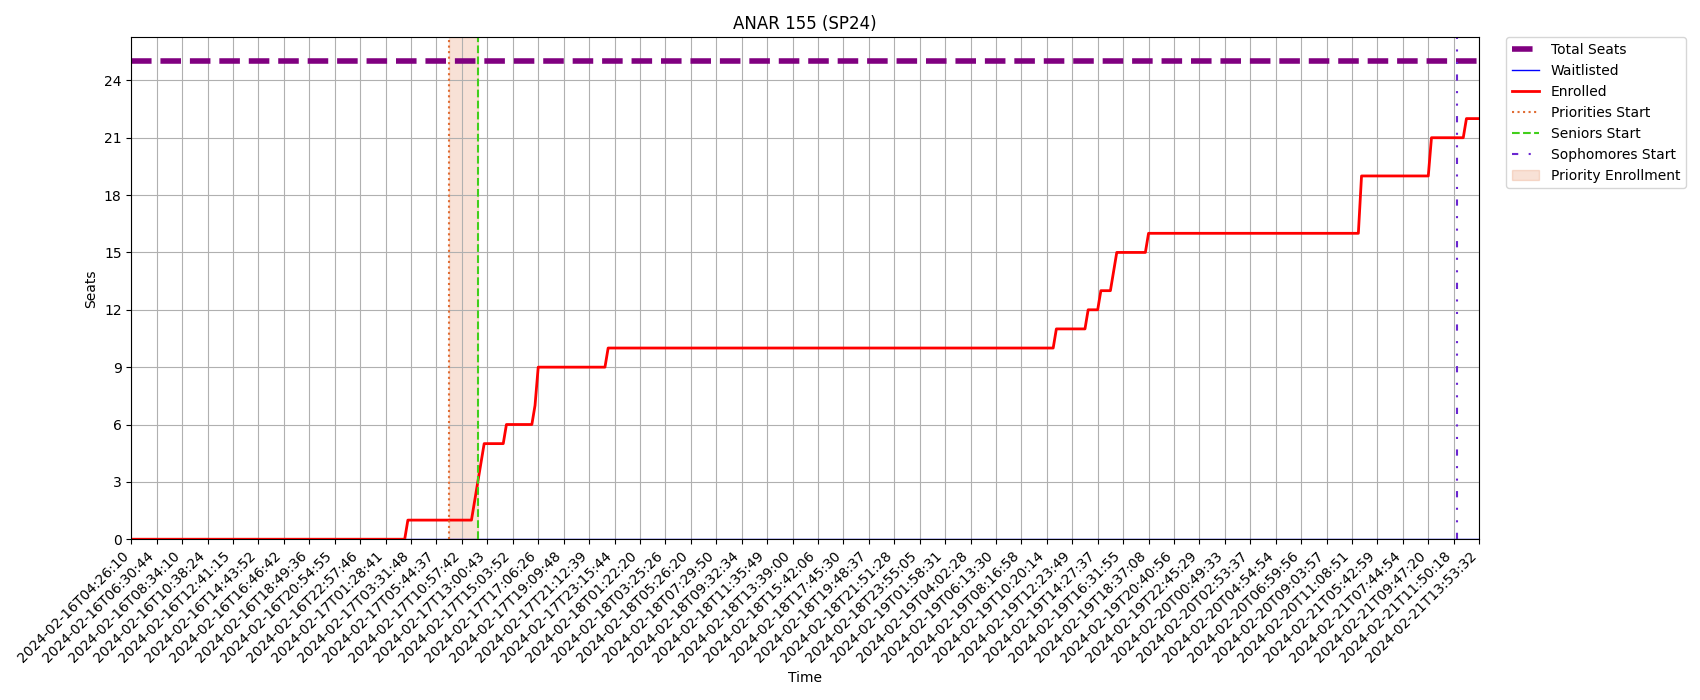 ANAR 155 (SP24)
Total Seats
Waitlisted
Enrolled
Priorities Start
Seniors Start
Sophomores Start
Priority Enrollment
Seats
24
21
18
15
12
9
6
3
0
2024-02-16T04:26:10
2024-02-16T06:30:44
2024-02-16T08:34:10
2024-02-16T10:38:24
2024-02-16T12:41:15
2024-02-16T14:43:52
2024-02-16T16:46:42
2024-02-16T18:49:36
2024-02-16T20:54:55
2024-02-16T22:57:46
2024-02-17T01:28:41
2024-02-17T03:31:48
2024-02-17T05:44:37
2024-02-17T10:57:42
2024-02-17T13:00:43
2024-02-17T15:03:52
2024-02-17T17:06:26
2024-02-17T19:09:48
2024-02-17T21:12:39
2024-02-17T23:15:44
2024-02-18T01:22:20
2024-02-18T03:25:26
2024-02-18T05:26:20
2024-02-18T07:29:50
2024-02-18T09:32:34
2024-02-18T11:35:49
2024-02-18T13:39:00
2024-02-18T15:42:06
2024-02-18T17:45:30
2024-02-18T19:48:37
2024-02-18T21:51:28
2024-02-18T23:55:05
2024-02-19T01:58:31
2024-02-19T04:02:28
2024-02-19T06:13:30
2024-02-19T08:16:58
2024-02-19T10:20:14
2024-02-19T12:23:49
2024-02-19T14:27:37
2024-02-19T16:31:55
2024-02-19T18:37:08
2024-02-19T20:40:56
2024-02-19T22:45:29
2024-02-20T00:49:33
2024-02-20T02:53:37
2024-02-20T04:54:54
2024-02-20T06:59:56
2024-02-20T09:03:57
2024-02-20T11:08:51
2024-02-21T05:42:59
2024-02-21T07:44:54
2024-02-21T09:47:20
2024-02-21T11:50:18
2024-02-21T13:53:32
Time